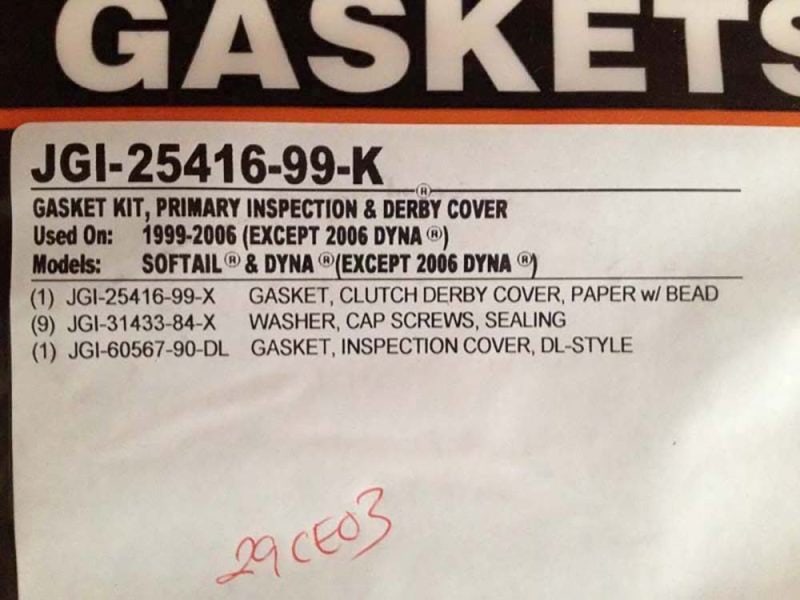 GASKETS
JGI-25416-99-K
GASKET KIT, PRIMARY INSPECTION & DERBY® COVER
Used On: 1999-2006 (EXCEPT 2006 DYNA ®)
Models: SOFTAIL ® & DYNA ®(EXCEPT 2006 DYNA ®)
(1) JGI-25416-99-X GASKET, CLUTCH DERBY COVER, PAPER w/ BEAD
(9) JGI-31433-84-X WASHER, CAP SCREWS, SEALING
(1) JGI-60567-90-DL GASKET, INSPECTION COVER, DL-STYLE
29CE03